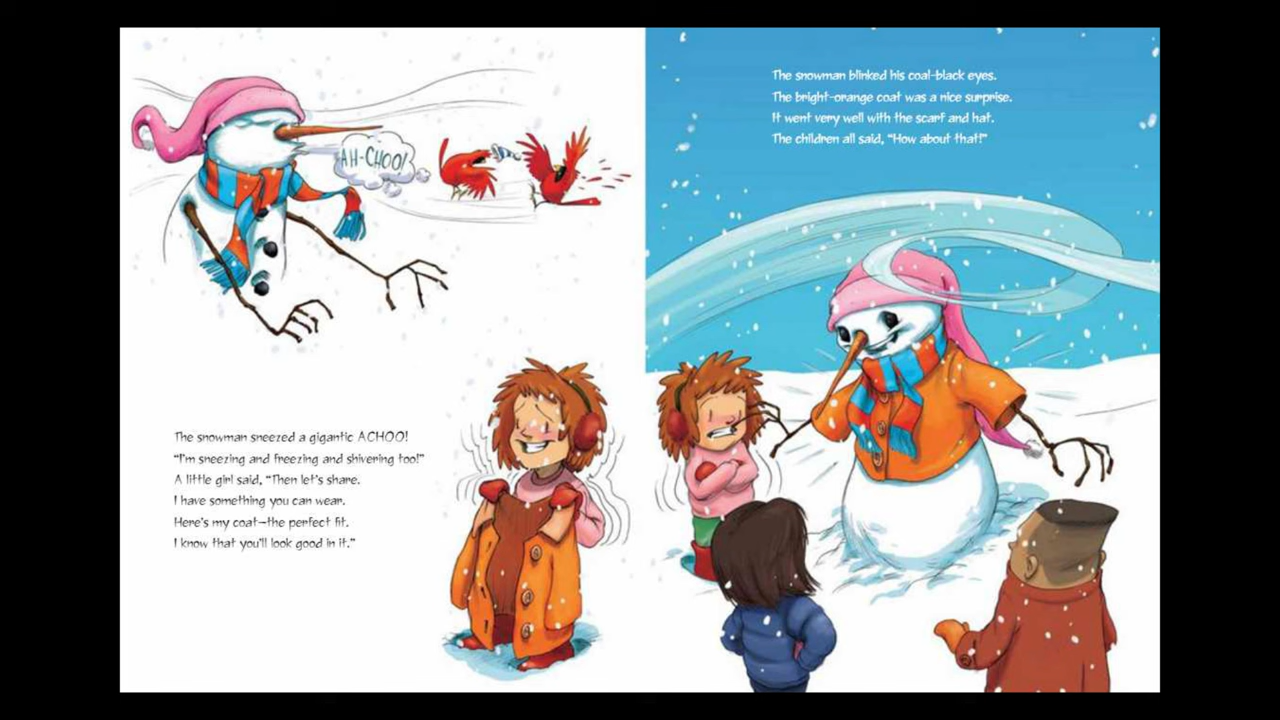 AH-CHOO!
The snowman sneezed a gigantic ACHOO!
“I’m sneezing and freezing and shivering too!”
A little girl said, “Then let’s share.
I have something you can wear.
Here’s my coat—the perfect fit.
I know that you’ll look good in it.”
The snowman blinked his coal-black eyes.
The bright-orange coat was a nice surprise.
It went very well with the scarf and hat.
The children all said, “How about that!”